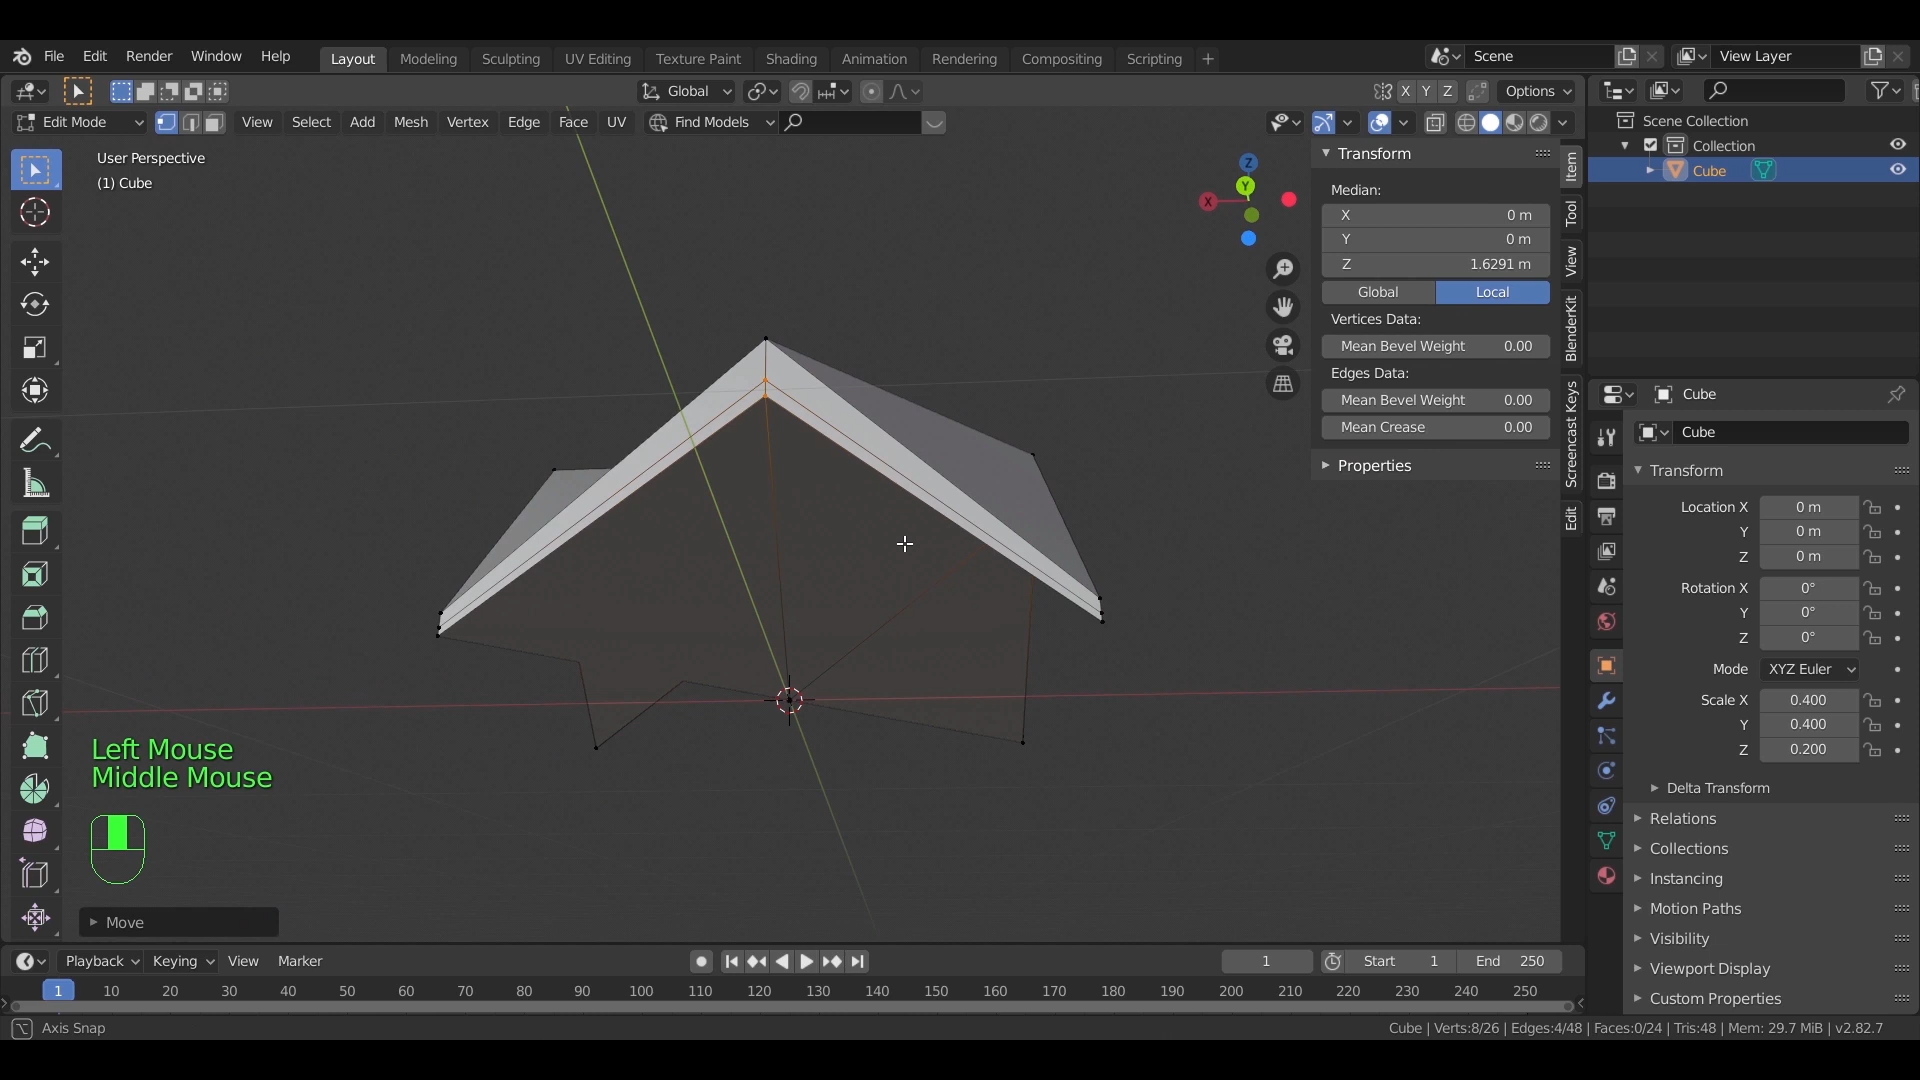 File Edit Render Window Help Layout Modeling Sculpting UV Editing Texture Paint Shading Animation Rendering Compositing Scripting + Scene View Layer
Global X Y Z Options
Edit Mode View Select Add Mesh Vertex Edge Face UV Find Models
User Perspective
(1) Cube
Z
Y
X
Transform
Median:
X 0 m
Y 0 m
Z 1.6291 m
Global Local
Vertices Data:
Mean Bevel Weight 0.00
Edges Data:
Mean Bevel Weight 0.00
Mean Crease 0.00
Properties
Item
Tool
View
BlenderKit
Screencast Keys
Edit
Scene Collection
Collection
Cube
Cube
Cube
Transform
Location X 0 m
Y 0 m
Z 0 m
Rotation X 0°
Y 0°
Z 0°
Mode XYZ Euler
Scale X 0.400
Y 0.400
Z 0.200
Delta Transform
Relations
Collections
Instancing
Motion Paths
Visibility
Viewport Display
Custom Properties
Left Mouse
Middle Mouse
Move
Playback Keying View Marker 1 Start 1 End 250
1 10 20 30 40 50 60 70 80 90 100 110 120 130 140 150 160 170 180 190 200 210 220 230 240 250
Axis Snap
Cube | Verts:8/26 | Edges:4/48 | Faces:0/24 | Tris:48 | Mem: 29.7 MiB | v2.82.7